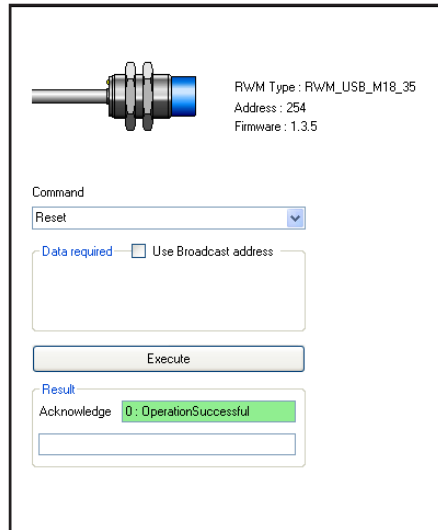 RWM Type : RWM_USB_M18_35
Address : 254
Firmware : 1.3.5
Command
Reset
Data required
Use Broadcast address
Execute
Result
Acknowledge 0 : OperationSuccessful